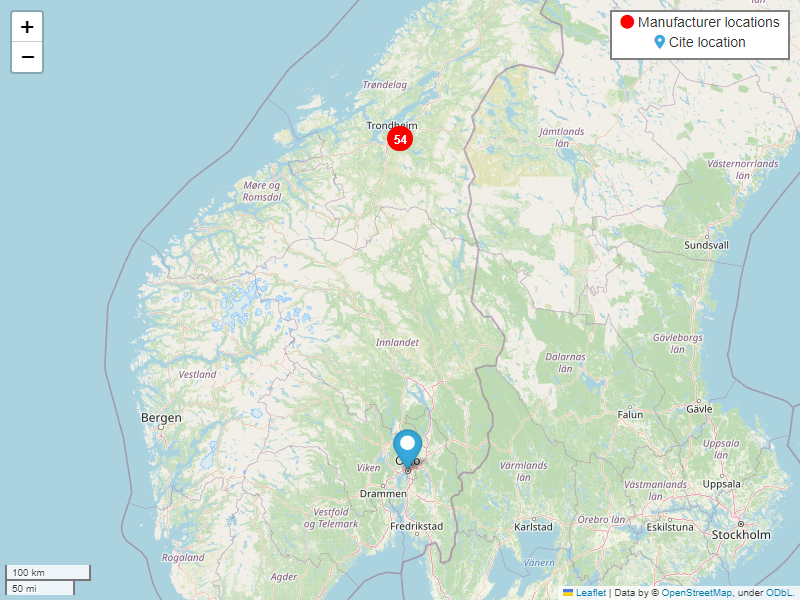 +
−
Manufacturer locations
Cite location
Trøndelag
Trondheim
54
Jämtlands
län
Västernorrlands
län
Møre og
Romsdal
Sundsvall
Innlandet
Gävleborgs
län
Dalarnas
län
Vestland
Bergen
Falun
Gävle
Uppsala
län
Viken
Värmlands
län
Västmanlands
län
Uppsala
Drammen
Vestfold
og Telemark
Fredrikstad
Karlstad
Örebro län
Eskilstuna
Stockholm
Rogaland
Vänern
Agder
100 km
50 mi
Leaflet | Data by © OpenStreetMap, under ODbL.